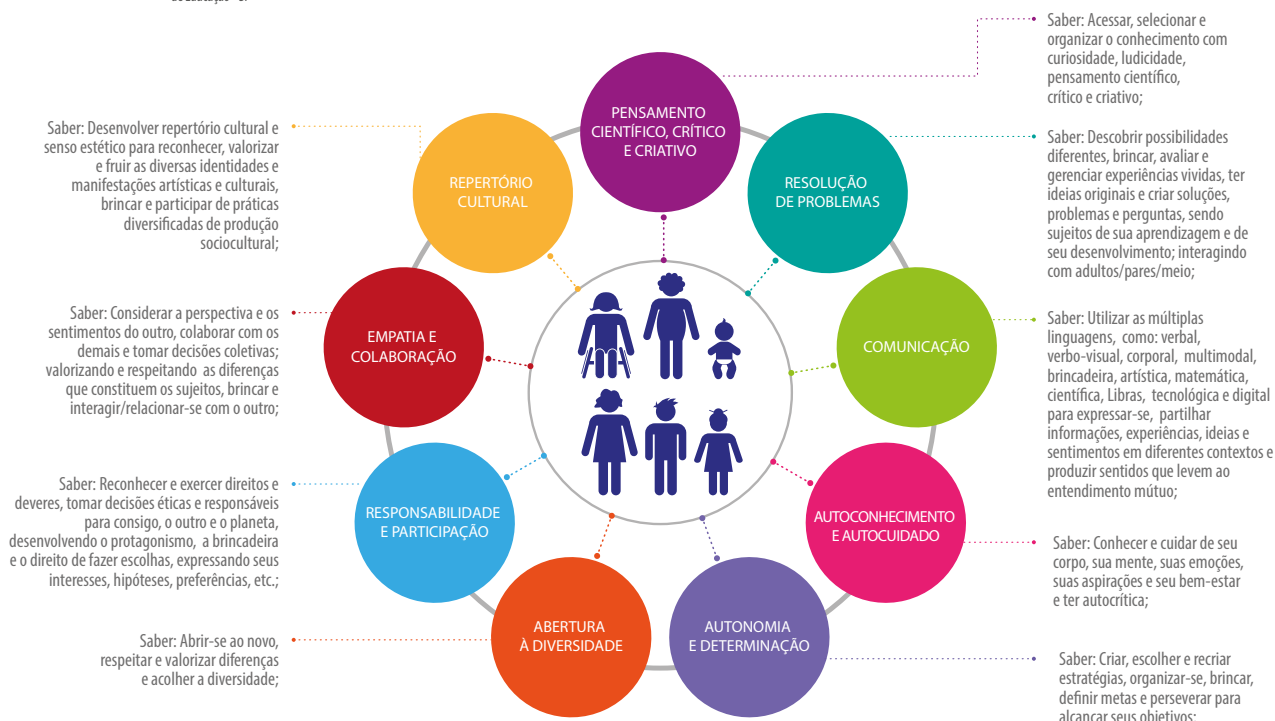 PENSAMENTO
CIENTÍFICO, CRÍTICO
E CRIATIVO
Saber: Acessar, selecionar e
organizar o conhecimento com
curiosidade, ludicidade,
pensamento científico,
crítico e criativo;
RESOLUÇÃO
DE PROBLEMAS
Saber: Descobrir possibilidades
diferentes, brincar, avaliar e
gerenciar experiências vividas, ter
ideias originais e criar soluções,
problemas e perguntas, sendo
sujeitos de sua aprendizagem e de
seu desenvolvimento; interagindo
com adultos/pares/meio;
COMUNICAÇÃO
Saber: Utilizar as múltiplas
linguagens, como: verbal,
verbo-visual, corporal, multimodal,
brincadeira, artística, matemática,
científica, Libras, tecnológica e digital
para expressar-se, partilhar
informações, experiências, ideias e
sentimentos em diferentes contextos e
produzir sentidos que levem ao
entendimento mútuo;
AUTOCONHECIMENTO
E AUTOCUIDADO
Saber: Conhecer e cuidar de seu
corpo, sua mente, suas emoções,
suas aspirações e seu bem-estar
e ter autocrítica;
AUTONOMIA
E DETERMINAÇÃO
Saber: Criar, escolher e recriar
estratégias, organizar-se, brincar,
definir metas e perseverar para
alcançar seus objetivos;
ABERTURA
À DIVERSIDADE
Saber: Abrir-se ao novo,
respeitar e valorizar diferenças
e acolher a diversidade;
RESPONSABILIDADE
E PARTICIPAÇÃO
Saber: Reconhecer e exercer direitos e
deveres, tomar decisões éticas e responsáveis
para consigo, o outro e o planeta,
desenvolvendo o protagonismo, a brincadeira
e o direito de fazer escolhas, expressando seus
interesses, hipóteses, preferências, etc.;
EMPATIA E
COLABORAÇÃO
Saber: Considerar a perspectiva e os
sentimentos do outro, colaborar com os
demais e tomar decisões coletivas;
valorizando e respeitando as diferenças
que constituem os sujeitos, brincar e
interagir/relacionar-se com o outro;
REPERTÓRIO
CULTURAL
Saber: Desenvolver repertório cultural e
senso estético para reconhecer, valorizar
e fruir as diversas identidades e
manifestações artísticas e culturais,
brincar e participar de práticas
diversificadas de produção
sociocultural;